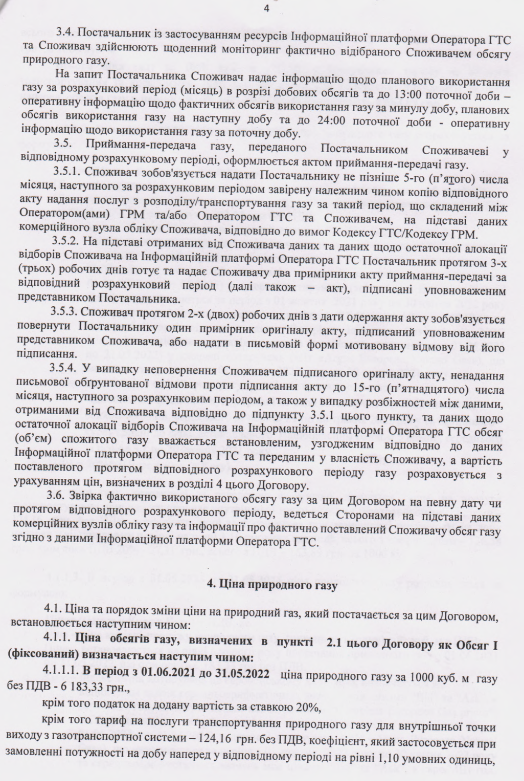 4
3.4. Постачальник із застосуванням ресурсів Інформаційної платформи Оператора ГТС
та Споживач здійснюють щоденний моніторинг фактично відібраного Споживачем обсягу
природного газу.
На запит Постачальника Споживач надає інформацію щодо планового використання
газу за розрахунковий період (місяць) в розрізі добових обсягів та до 13:00 поточної доби –
оперативну інформацію щодо фактичних обсягів використання газу за минулу добу, планових
обсягів використання газу на наступну добу та до 24:00 поточної доби - оперативну
інформацію щодо використання газу за поточну добу.
3.5. Приймання-передача газу, переданого Постачальником Споживачеві у
відповідному розрахунковому періоді, оформлюється актом приймання-передачі газу.
3.5.1. Споживач зобов'язується надати Постачальнику не пізніше 5-го (п’ятого) числа
місяця, наступного за розрахунковим періодом завірену належним чином копію відповідного
акту надання послуг з розподілу/транспортування газу за такий період, що складений між
Оператором(ами) ГРМ та/або Оператором ГТС та Споживачем, на підставі даних
комерційного вузла обліку Споживача, відповідно до вимог Кодексу ГТС/Кодексу ГРМ.
3.5.2. На підставі отриманих від Споживача даних та даних щодо остаточної алокації
відборів Споживача на Інформаційній платформі Оператора ГТС Постачальник протягом 3-х
(трьох) робочих днів готує та надає Споживачу два примірники акту приймання-передачі за
відповідний розрахунковий період (далі також – акт), підписані уповноваженим
представником Постачальника.
3.5.3. Споживач протягом 2-х (двох) робочих днів з дати одержання акту зобов'язується
повернути Постачальнику один примірник оригіналу акту, підписаний уповноваженим
представником Споживача, або надати в письмовій формі мотивовану відмову від його
підписання.
3.5.4. У випадку неповернення Споживачем підписаного оригіналу акту, ненадання
письмової обґрунтованої відмови проти підписання акту до 15-го (п’ятнадцятого) числа
місяця, наступного за розрахунковим періодом, а також у випадку розбіжностей між даними,
отриманими від Споживача відповідно до підпункту 3.5.1 цього пункту, та даних щодо
остаточної алокації відборів Споживача на Інформаційній платформі Оператора ГТС обсяг
(об’єм) спожитого газу вважається встановленим, узгодженим відповідно до даних
Інформаційної платформи Оператора ГТС та переданим у власність Споживачу, а вартість
поставленого протягом відповідного розрахункового періоду газу розраховується з
урахуванням цін, визначених в розділі 4 цього Договору.
3.6. Звірка фактично використаного обсягу газу за цим Договором на певну дату чи
протягом відповідного розрахункового періоду, ведеться Сторонами на підставі даних
комерційних вузлів обліку газу та інформації про фактично поставлений Споживачу обсяг газу
згідно з даними Інформаційної платформи Оператора ГТС.
4. Ціна природного газу
4.1. Ціна та порядок зміни ціни на природний газ, який постачається за цим Договором,
встановлюється наступним чином:
4.1.1. Ціна обсягів газу, визначених в пункті 2.1 цього Договору як Обсяг І
(фіксований) визначається наступним чином:
4.1.1.1. В період з 01.06.2021 до 31.05.2022 ціна природного газу за 1000 куб. м газу
без ПДВ - 6 183,33 грн.,
крім того податок на додану вартість за ставкою 20%,
крім того тариф на послуги транспортування природного газу для внутрішньої точки
виходу з газотранспортної системи – 124,16 грн. без ПДВ, коефіцієнт, який застосовується при
замовленні потужності на добу наперед у відповідному періоді на рівні 1,10 умовних одиниць,